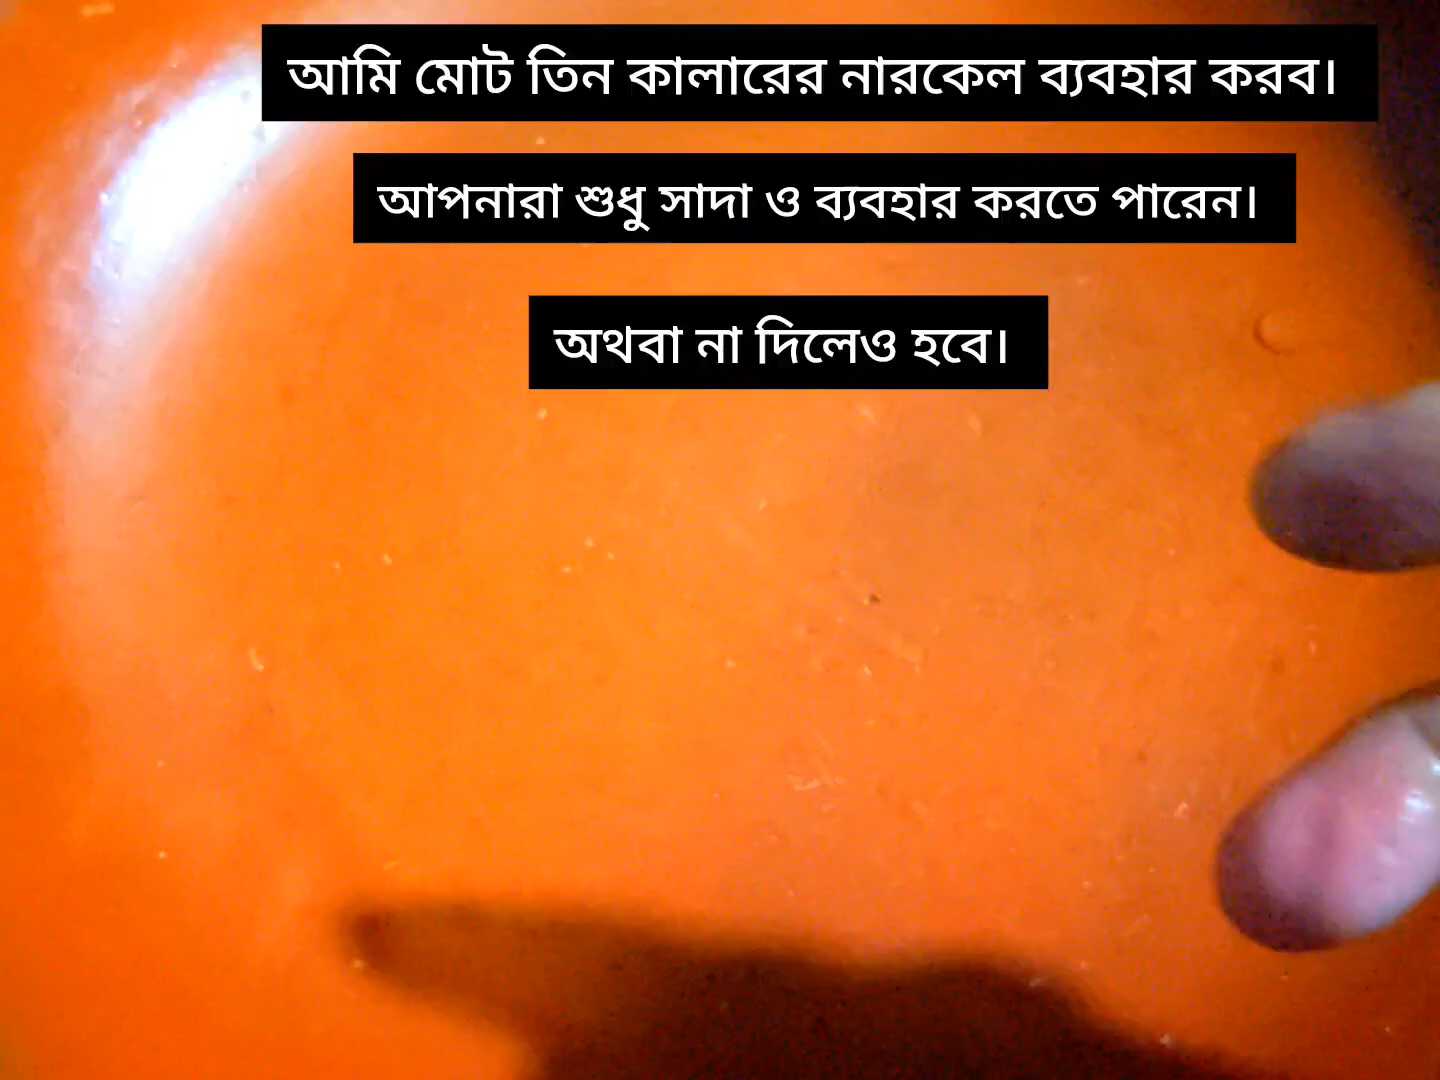 আমি মোট তিন কালারের নারকেল ব্যবহার করব।
আপনারা শুধু সাদা ও ব্যবহার করতে পারেন।
অথবা না দিলেও হবে।